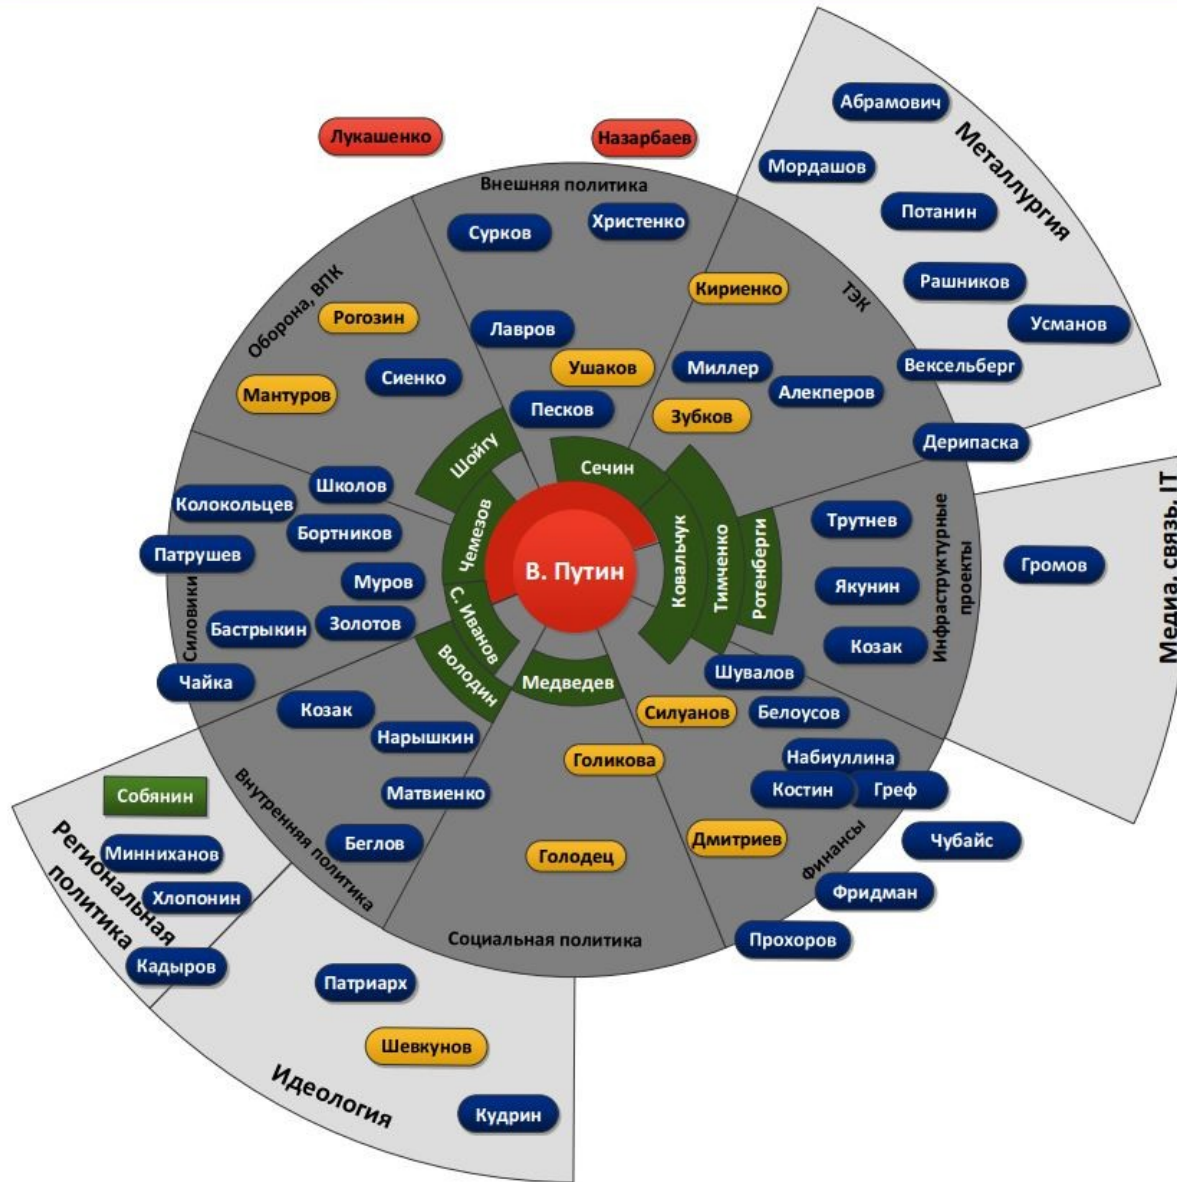 Абрамович
Металлургия
Лукашенко
Назарбаев
Мордашов
Внешняя политика
Потанин
Сурков
Христенко
Оборона, ВПК
Кириенко
ТЭК
Рашников
Рогозин
Лавров
Усманов
Ушаков
Миллер
Вексельберг
Сиенко
Мантуров
Алекперов
Песков
Зубков
Шойгу
Дерипаска
Сечин
Школов
Колокольцев
Бортников
Чемезов
Ковальчук
Тимченко
Ротенберги
Трутнев
Инфраструктурные
проекты
Медиа, связь, IT
Патрушев
Громов
В. Путин
Муров
Якунин
Силовики
Бастрыкин
Золотов
С. Иванов
Володин
Козак
Чайка
Медведев
Шувалов
Козак
Силуанов
Белоусов
Нарышкин
Голикова
Набиуллина
Собянин
Внутренняя политика
Матвиенко
Костин
Греф
Минниханов
Региональная
политика
Беглов
Голодец
Дмитриев
Финансы
Чубайс
Хлопонин
Фридман
Социальная политика
Прохоров
Кадыров
Патриарх
Шевкунов
Идеология
Кудрин